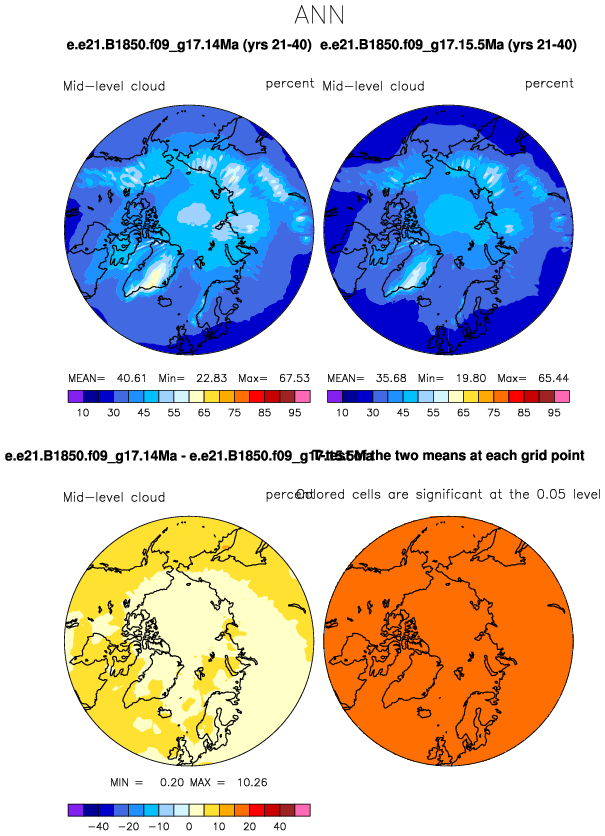 ANN
e.e21.B1850.f09_g17.14Ma (yrs 21-40) e.e21.B1850.f09_g17.15.5Ma (yrs 21-40)
Mid-level cloud percent Mid-level cloud percent
MEAN= 40.61 Min= 22.83 Max= 67.53 MEAN= 35.68 Min= 19.80 Max= 65.44
10 30 45 55 65 75 85 95 10 30 45 55 65 75 85 95
e.e21.B1850.f09_g17.14Ma - e.e21.B1850.f09_g17.15.5Ma T-test of the two means at each grid point
Mid-level cloud percent Colored cells are significant at the 0.05 level
MIN = 0.20 MAX = 10.26
-40 -20 -10 -5 0 5 10 20 40